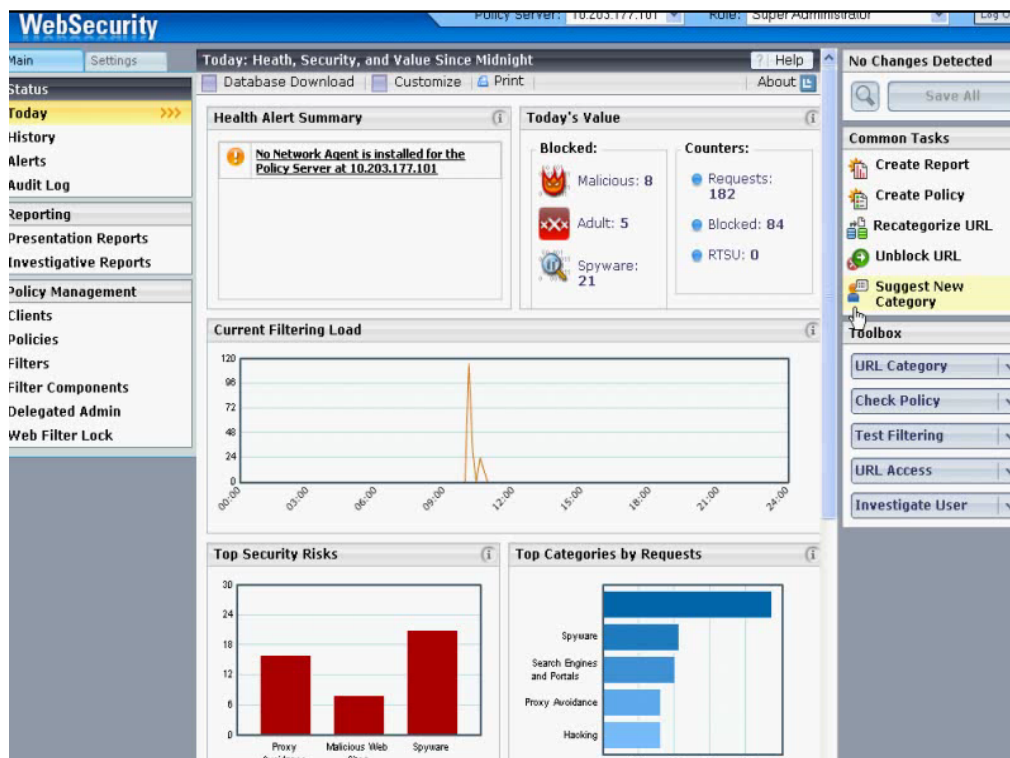 WebSecurity
Policy Server: 10.203.177.101 Role: Super Administrator
Main Settings
Status
Today >>>
History
Alerts
Audit Log
Reporting
Presentation Reports
Investigative Reports
Policy Management
Clients
Policies
Filters
Filter Components
Delegated Admin
Web Filter Lock
Today: Heath, Security, and Value Since Midnight
? Help
Database Download Customize Print About
Health Alert Summary
No Network Agent is installed for the
Policy Server at 10.203.177.101
Today's Value
Blocked:
Malicious: 8
xXx Adult: 5
Spyware:
21
Counters:
Requests:
182
Blocked: 84
RTSU: 0
Current Filtering Load
120
96
72
48
24
0
00:00 03:00 06:00 09:00 12:00 15:00 18:00 21:00 24:00
Top Security Risks
30
24
18
12
6
0
Proxy Malicious Web Spyware
Top Categories by Requests
Spyware
Search Engines
and Portals
Proxy Avoidance
Hacking
No Changes Detected
Save All
Common Tasks
Create Report
Create Policy
Recategorize URL
Unblock URL
Suggest New
Category
Toolbox
URL Category
Check Policy
Test Filtering
URL Access
Investigate User